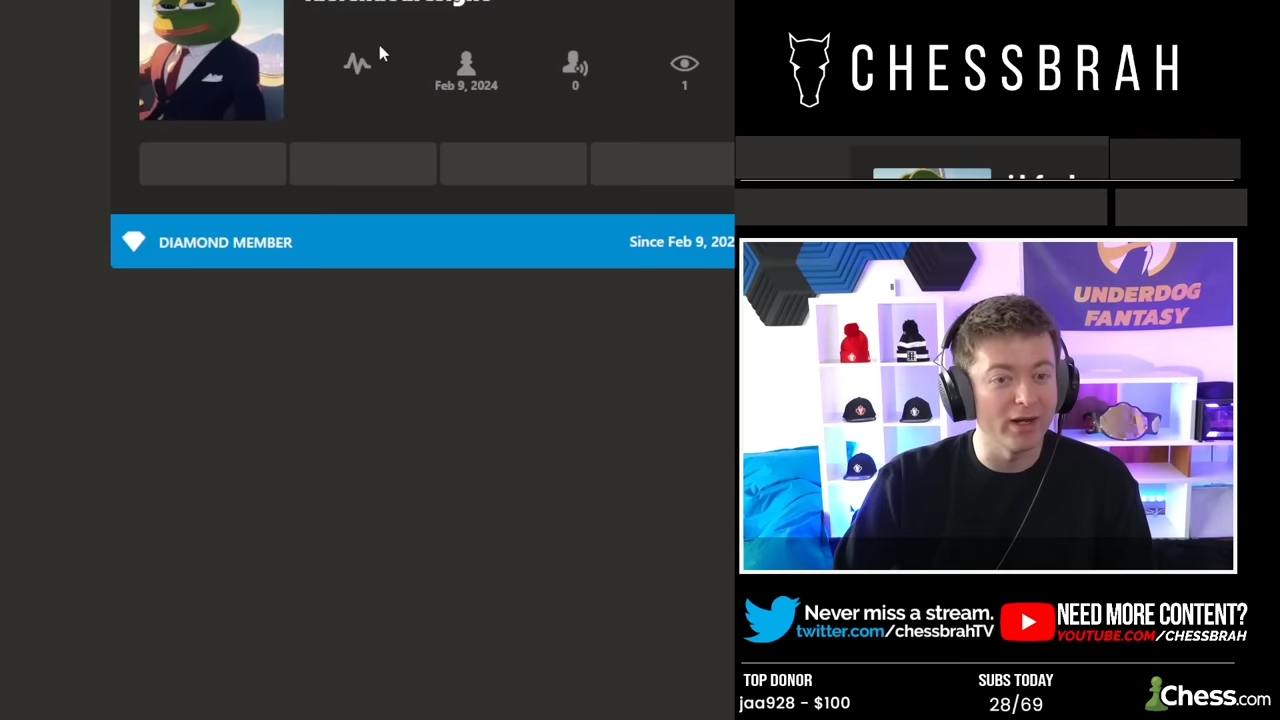 CHESSBRAH
Feb 9, 2024
0
1
DIAMOND MEMBER
Since Feb 9, 202
UNDERDOG
FANTASY
Never miss a stream.
twitter.com/chessbrahTV
NEED MORE CONTENT?
YOUTUBE.COM/CHESSBRAH
TOP DONOR
jaa928 - $100
SUBS TODAY
28/69
Chess.com